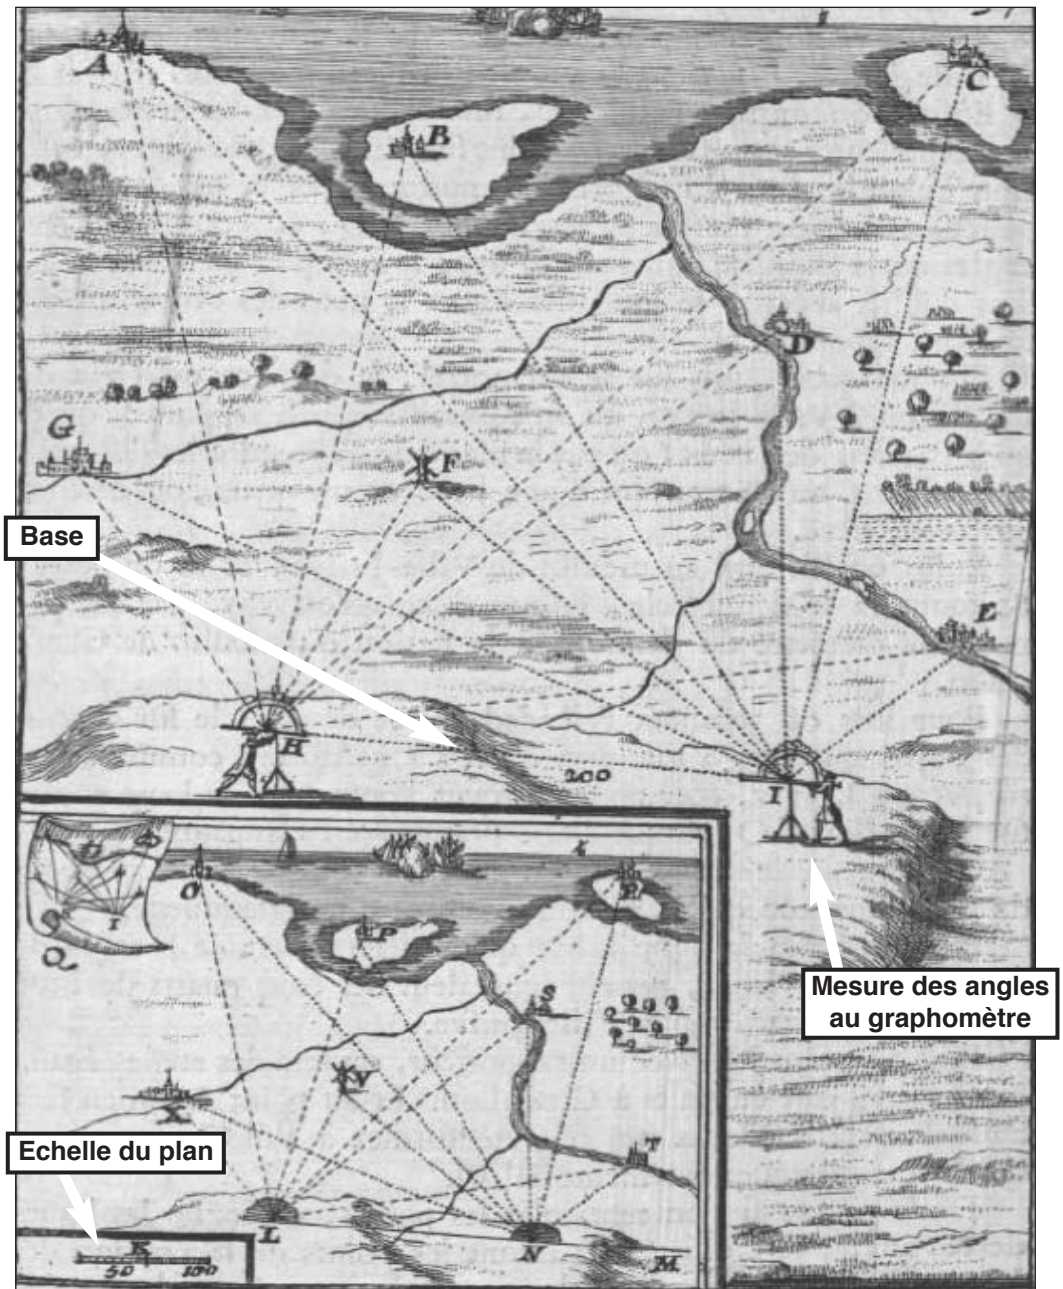 A
B
C
D
G
F
Base
E
H
200
I
O
R
P
Q
S
Mesure des angles
au graphomètre
V
X
T
Echelle du plan
L
N
M
K
50 100